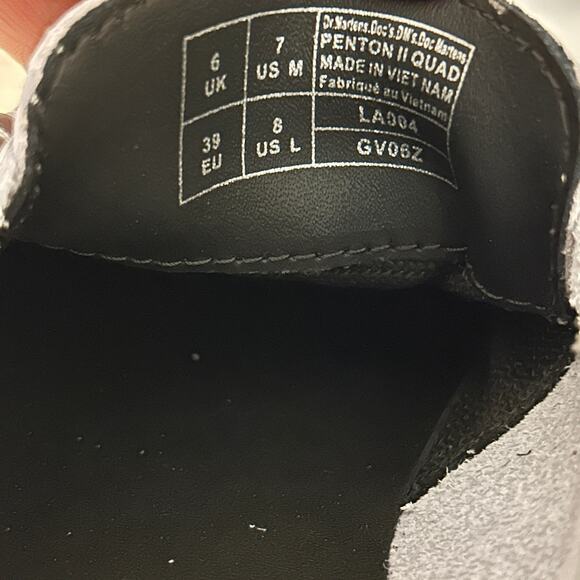 6 UK
7 US M
39 EU
8 US L
Dr.Martens.Doc's.DM's.Doc Martens
PENTON II QUAD
MADE IN VIET NAM
Fabriqué au Vietnam
LA004
GV06Z